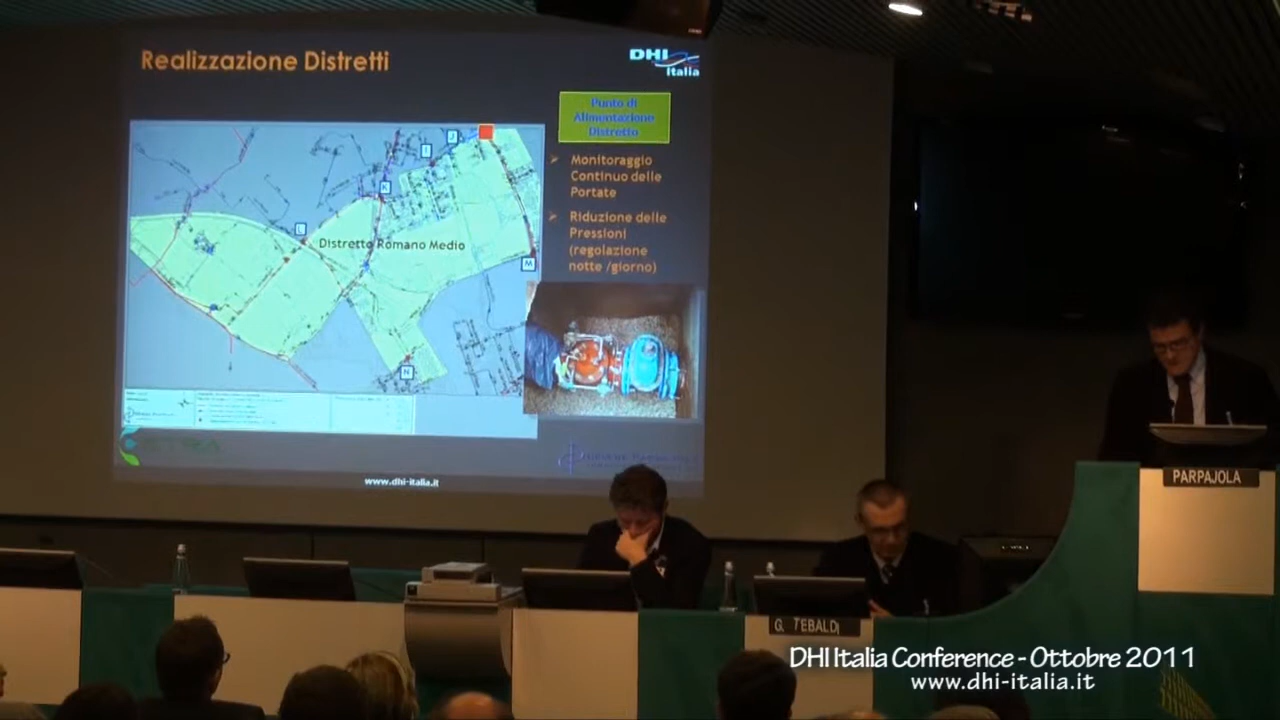 Realizzazione Distretti
DHI
Italia
Punto di
Alimentazione
Distretto
Monitoraggio
Continuo delle
Portate
Riduzione delle
Pressioni
(regolazione
notte /giorno)
J
I
K
L
Distretto Romano Medio
M
N
www.dhi-italia.it
PARPAJOLA
G. TEBALDI
DHI Italia Conference - Ottobre 2011
www.dhi-italia.it